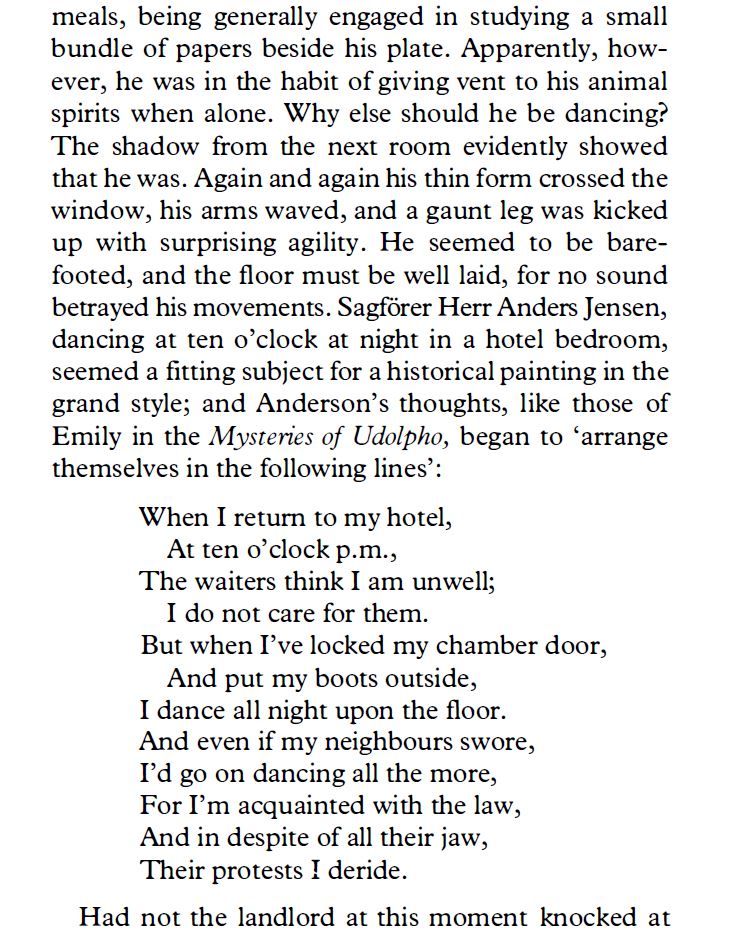 meals, being generally engaged in studying a small
bundle of papers beside his plate. Apparently, how-
ever, he was in the habit of giving vent to his animal
spirits when alone. Why else should he be dancing?
The shadow from the next room evidently showed
that he was. Again and again his thin form crossed the
window, his arms waved, and a gaunt leg was kicked
up with surprising agility. He seemed to be bare-
footed, and the floor must be well laid, for no sound
betrayed his movements. Sagförer Herr Anders Jensen,
dancing at ten o’clock at night in a hotel bedroom,
seemed a fitting subject for a historical painting in the
grand style; and Anderson’s thoughts, like those of
Emily in the Mysteries of Udolpho, began to ‘arrange
themselves in the following lines’:
When I return to my hotel,
At ten o’clock p.m.,
The waiters think I am unwell;
I do not care for them.
But when I’ve locked my chamber door,
And put my boots outside,
I dance all night upon the floor.
And even if my neighbours swore,
I’d go on dancing all the more,
For I’m acquainted with the law,
And in despite of all their jaw,
Their protests I deride.
Had not the landlord at this moment knocked at